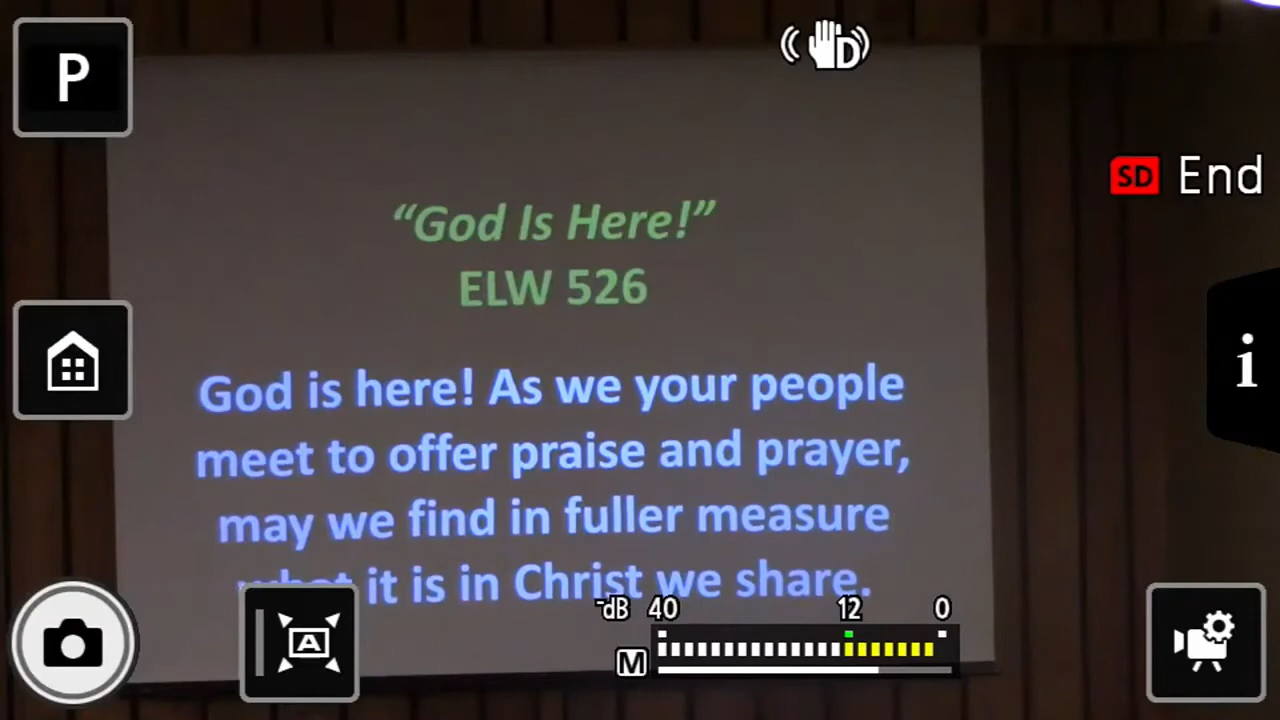 P
D
SD End
“God Is Here!”
ELW 526
i
God is here! As we your people
meet to offer praise and prayer,
may we find in fuller measure
what it is in Christ we share.
-dB 40 12 0
A
M